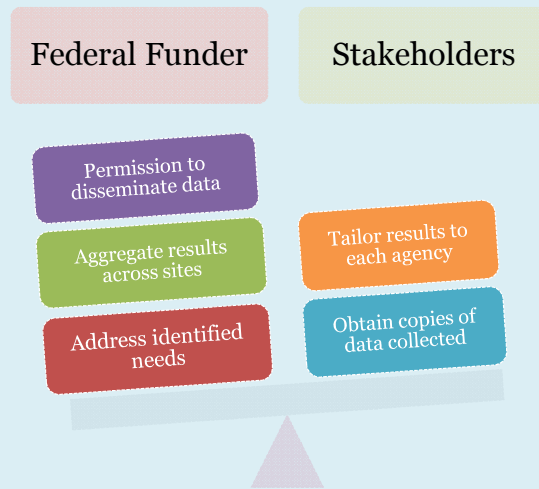 Federal Funder
Stakeholders
Permission to
disseminate data
Aggregate results
across sites
Address identified
needs
Tailor results to
each agency
Obtain copies of
data collected